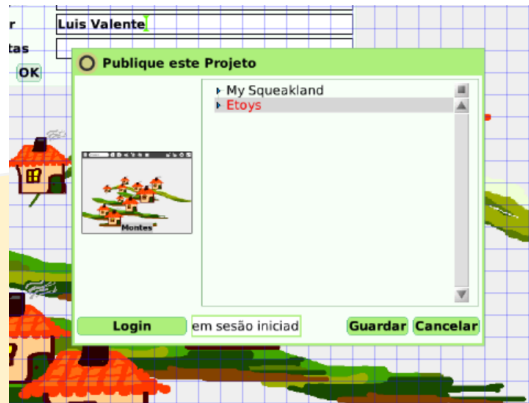 r Luis Valente
tas
OK
Publique este Projeto
My Squeakland
Etoys
Montes
Login em sesão iniciad Guardar Cancelar